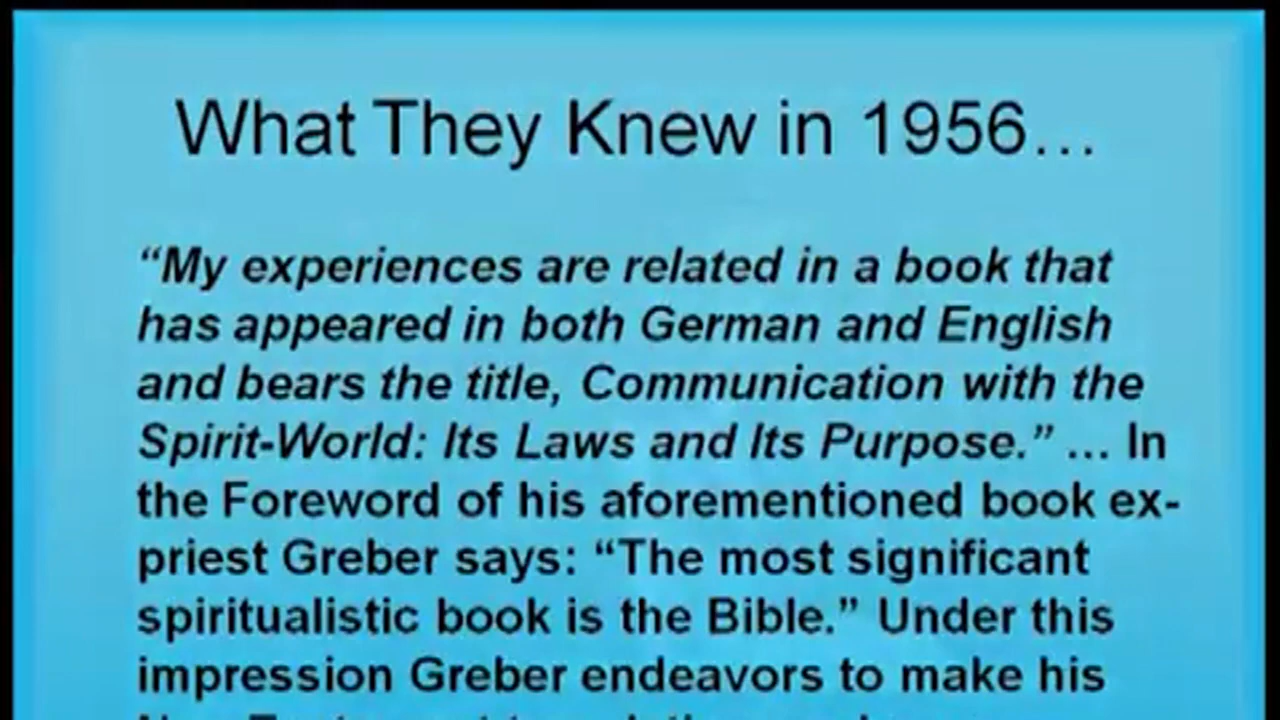 What They Knew in 1956...
“My experiences are related in a book that
has appeared in both German and English
and bears the title, Communication with the
Spirit-World: Its Laws and Its Purpose.” ... In
the Foreword of his aforementioned book ex-
priest Greber says: “The most significant
spiritualistic book is the Bible.” Under this
impression Greber endeavors to make his